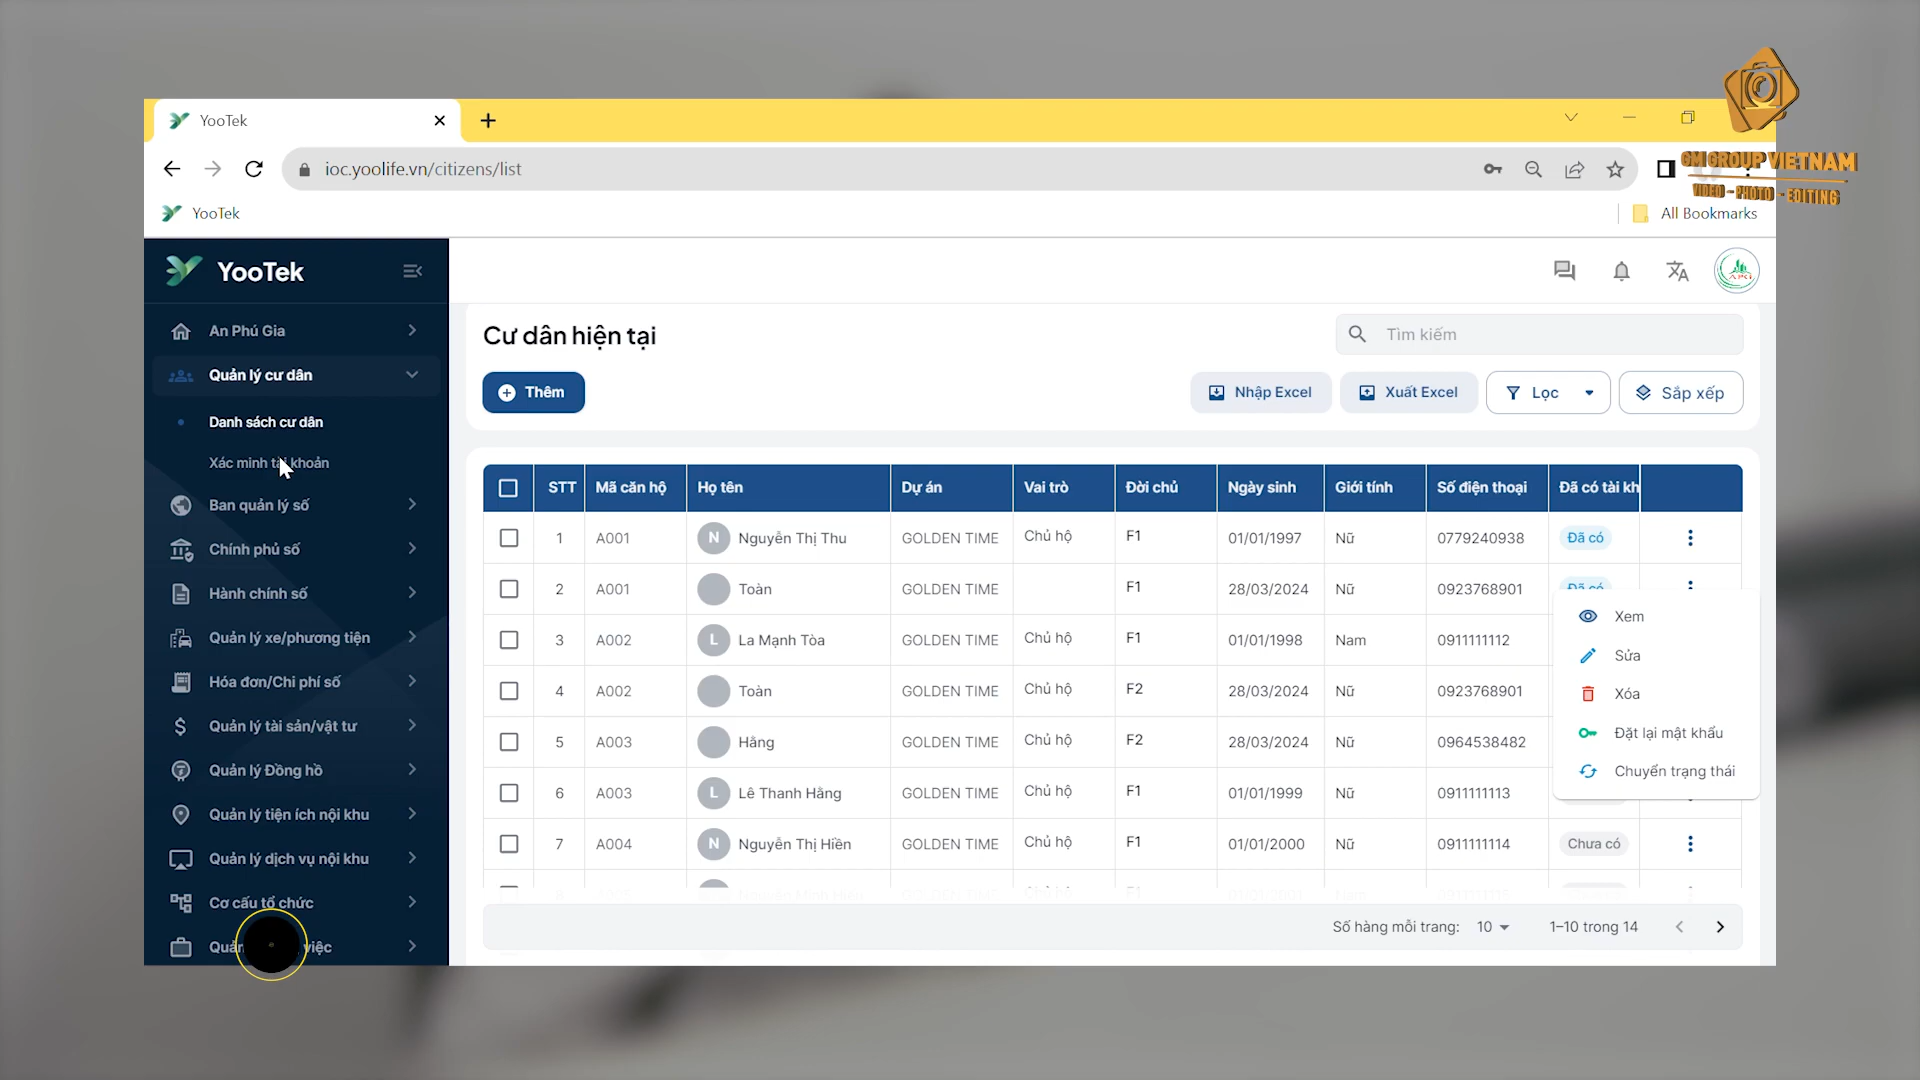 GM GROUP VIETNAM
VIDEO - PHOTO - EDITING
YooTek
ioc.yoolife.vn/citizens/list
YooTek
All Bookmarks
YooTek
APG
An Phú Gia
Quản lý cư dân
Danh sách cư dân
Xác minh tài khoản
Ban quản lý số
Chính phủ số
Hành chính số
Quản lý xe/phương tiện
Hóa đơn/Chi phí số
Quản lý tài sản/vật tư
Quản lý Đồng hồ
Quản lý tiện ích nội khu
Quản lý dịch vụ nội khu
Cơ cấu tổ chức
việc
Cư dân hiện tại
Tìm kiếm
Thêm
Nhập Excel
Xuất Excel
Lọc
Sắp xếp
STT Mã căn hộ Họ tên Dự án Vai trò Đời chủ Ngày sinh Giới tính Số điện thoại Đã có tài kh
1 A001 N Nguyễn Thị Thu GOLDEN TIME Chủ hộ F1 01/01/1997 Nữ 0779240938 Đã có
2 A001 Toàn GOLDEN TIME F1 28/03/2024 Nữ 0923768901 Đã có
3 A002 L La Mạnh Tòa GOLDEN TIME Chủ hộ F1 01/01/1998 Nam 0911111112
4 A002 Toàn GOLDEN TIME Chủ hộ F2 28/03/2024 Nữ 0923768901
5 A003 Hằng GOLDEN TIME Chủ hộ F2 28/03/2024 Nữ 0964538482
6 A003 L Lê Thanh Hằng GOLDEN TIME Chủ hộ F1 01/01/1999 Nữ 0911111113
7 A004 N Nguyễn Thị Hiền GOLDEN TIME Chủ hộ F1 01/01/2000 Nữ 0911111114 Chưa có
Xem
Sửa
Xóa
Đặt lại mật khẩu
Chuyển trạng thái
Số hàng mỗi trang: 10 1–10 trong 14